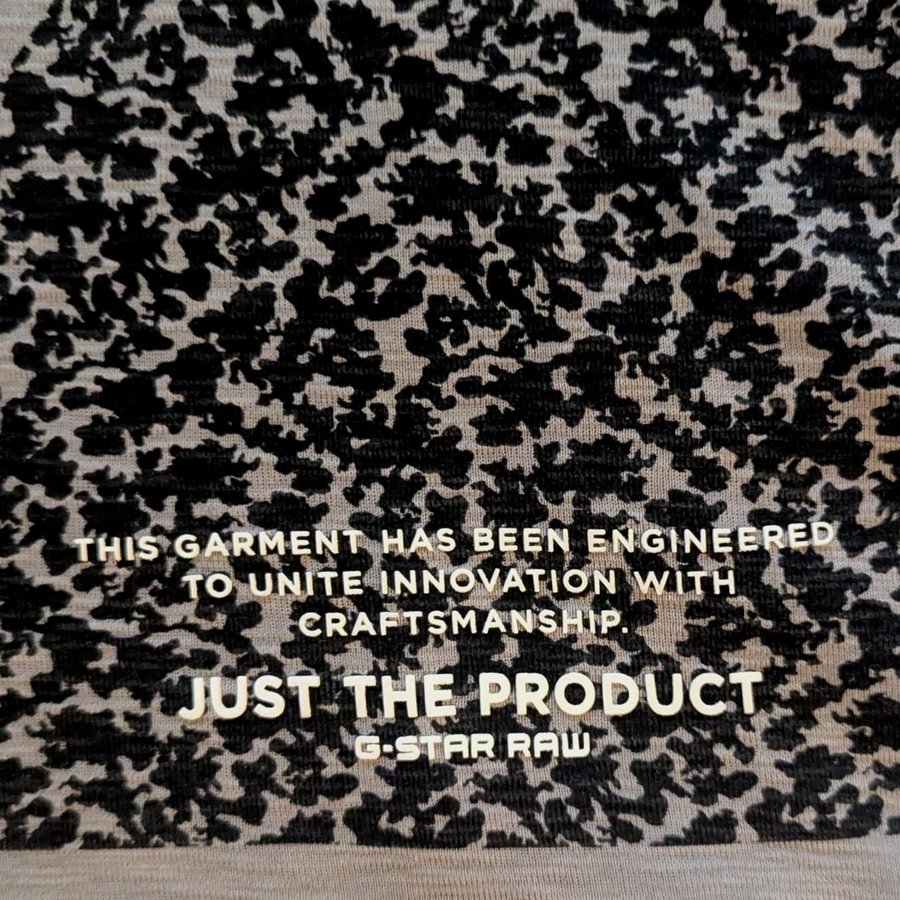 THIS GARMENT HAS BEEN ENGINEERED
TO UNITE INNOVATION WITH
CRAFTSMANSHIP.
JUST THE PRODUCT
G-STAR RAW